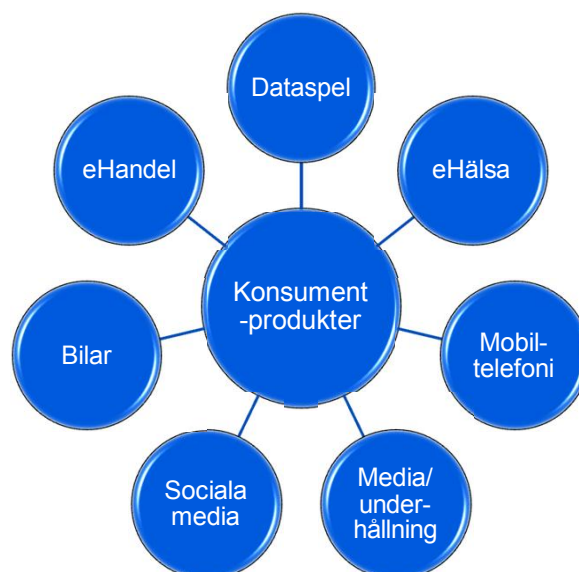 Dataspel
eHandel
eHälsa
Konsument
-produkter
Bilar
Mobil-
telefoni
Sociala
media
Media/
under-
hållning